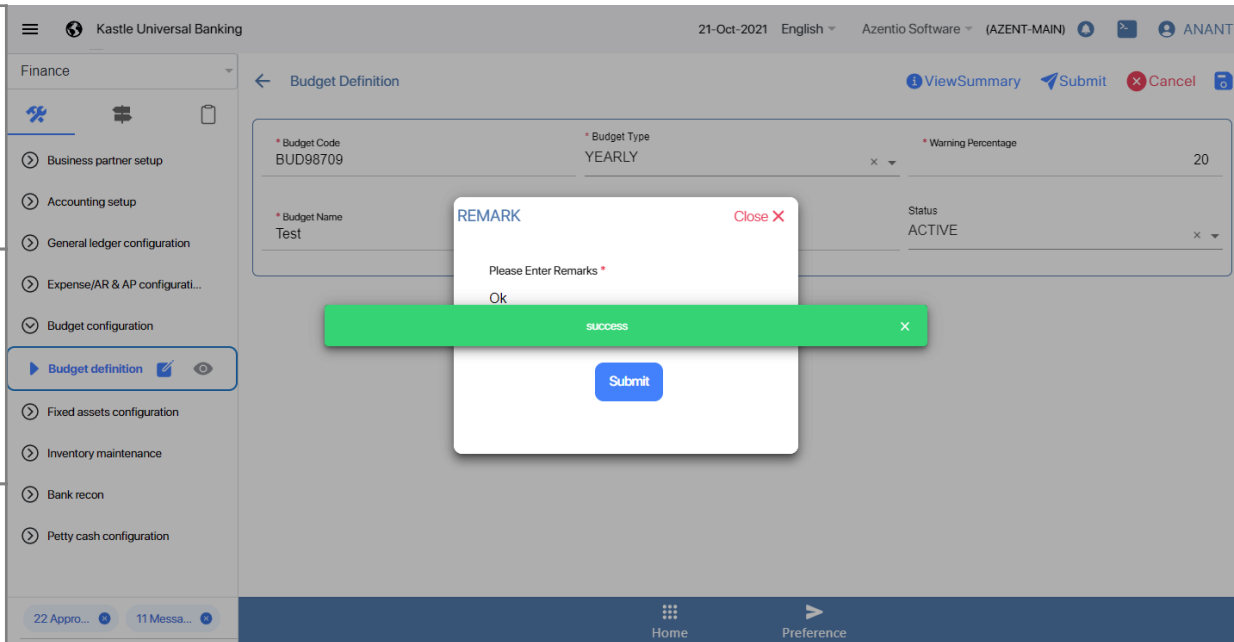 Kastle Universal Banking
21-Oct-2021 English Azentio Software (AZENT-MAIN) ANANT
Finance
Budget Definition
ViewSummary Submit Cancel
* Budget Code
BUD98709
* Budget Type
YEARLY
* Warning Percentage
20
* Budget Name
Test
Status
ACTIVE
Business partner setup
Accounting setup
General ledger configuration
Expense/AR & AP configurati...
Budget configuration
Budget definition
Fixed assets configuration
Inventory maintenance
Bank recon
Petty cash configuration
REMARK
Close
Please Enter Remarks *
Ok
success
Submit
22 Appro... 11 Messa...
Home
Preference